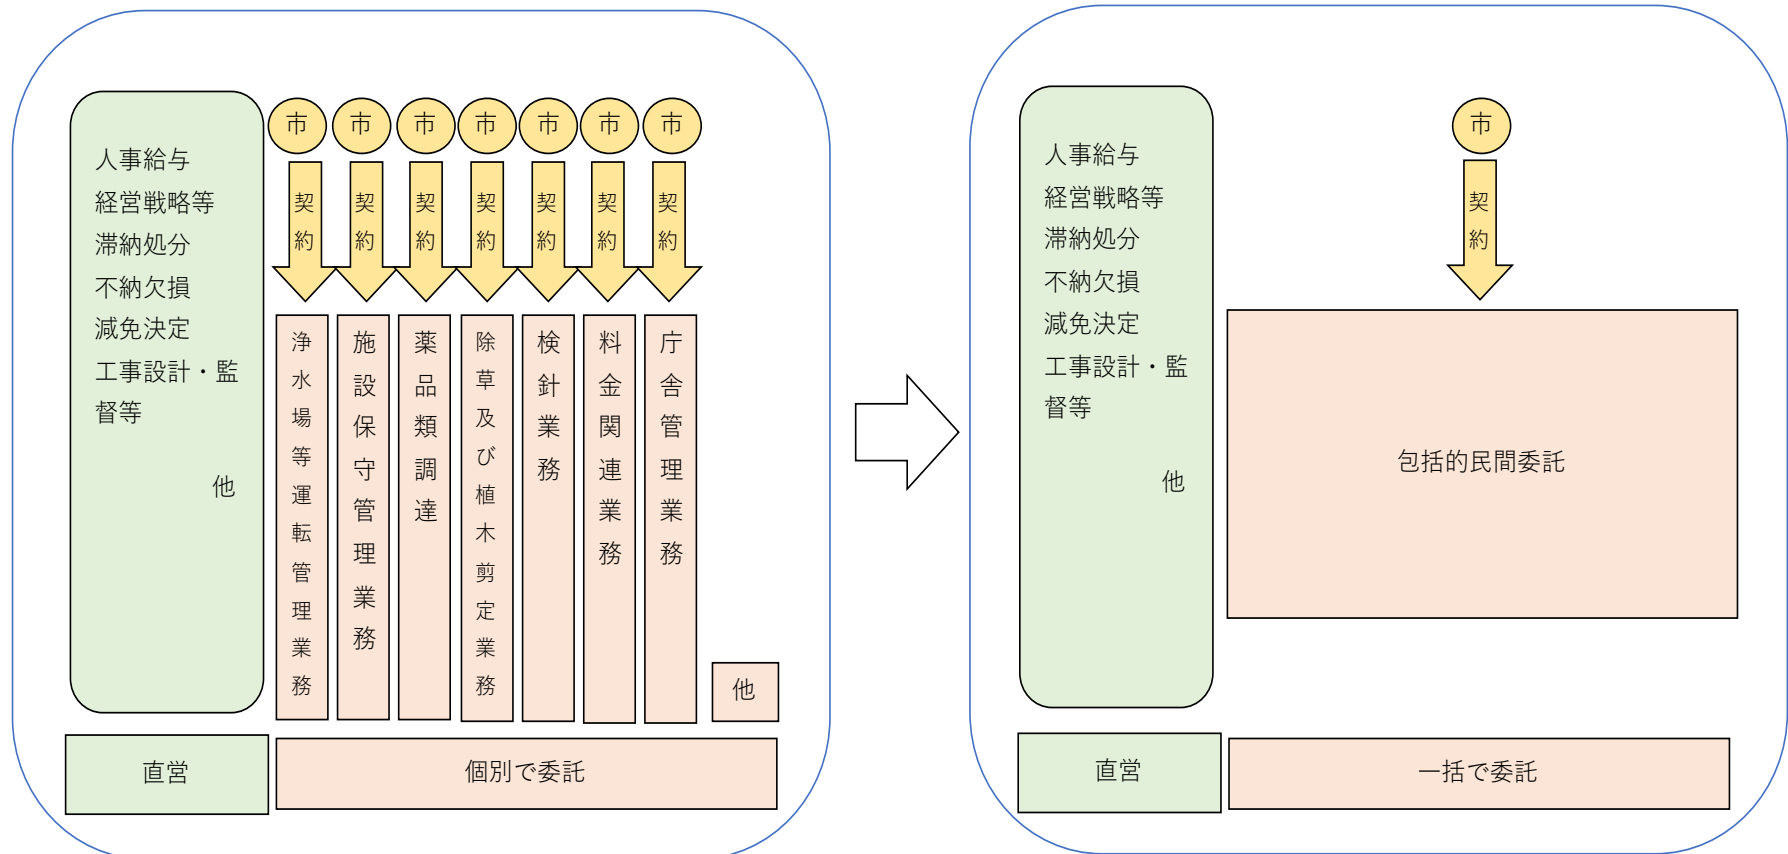 人事給与
経営戦略等
滞納処分
不納欠損
減免決定
工事設計・監
督等
他
市
市
市
市
市
市
市
契約
契約
契約
契約
契約
契約
契約
浄水場等運転管理業務
施設保守管理業務
薬品類調達
除草及び植木剪定業務
検針業務
料金関連業務
庁舎管理業務
他
直営
個別で委託
人事給与
経営戦略等
滞納処分
不納欠損
減免決定
工事設計・監
督等
他
市
契約
包括的民間委託
直営
一括で委託